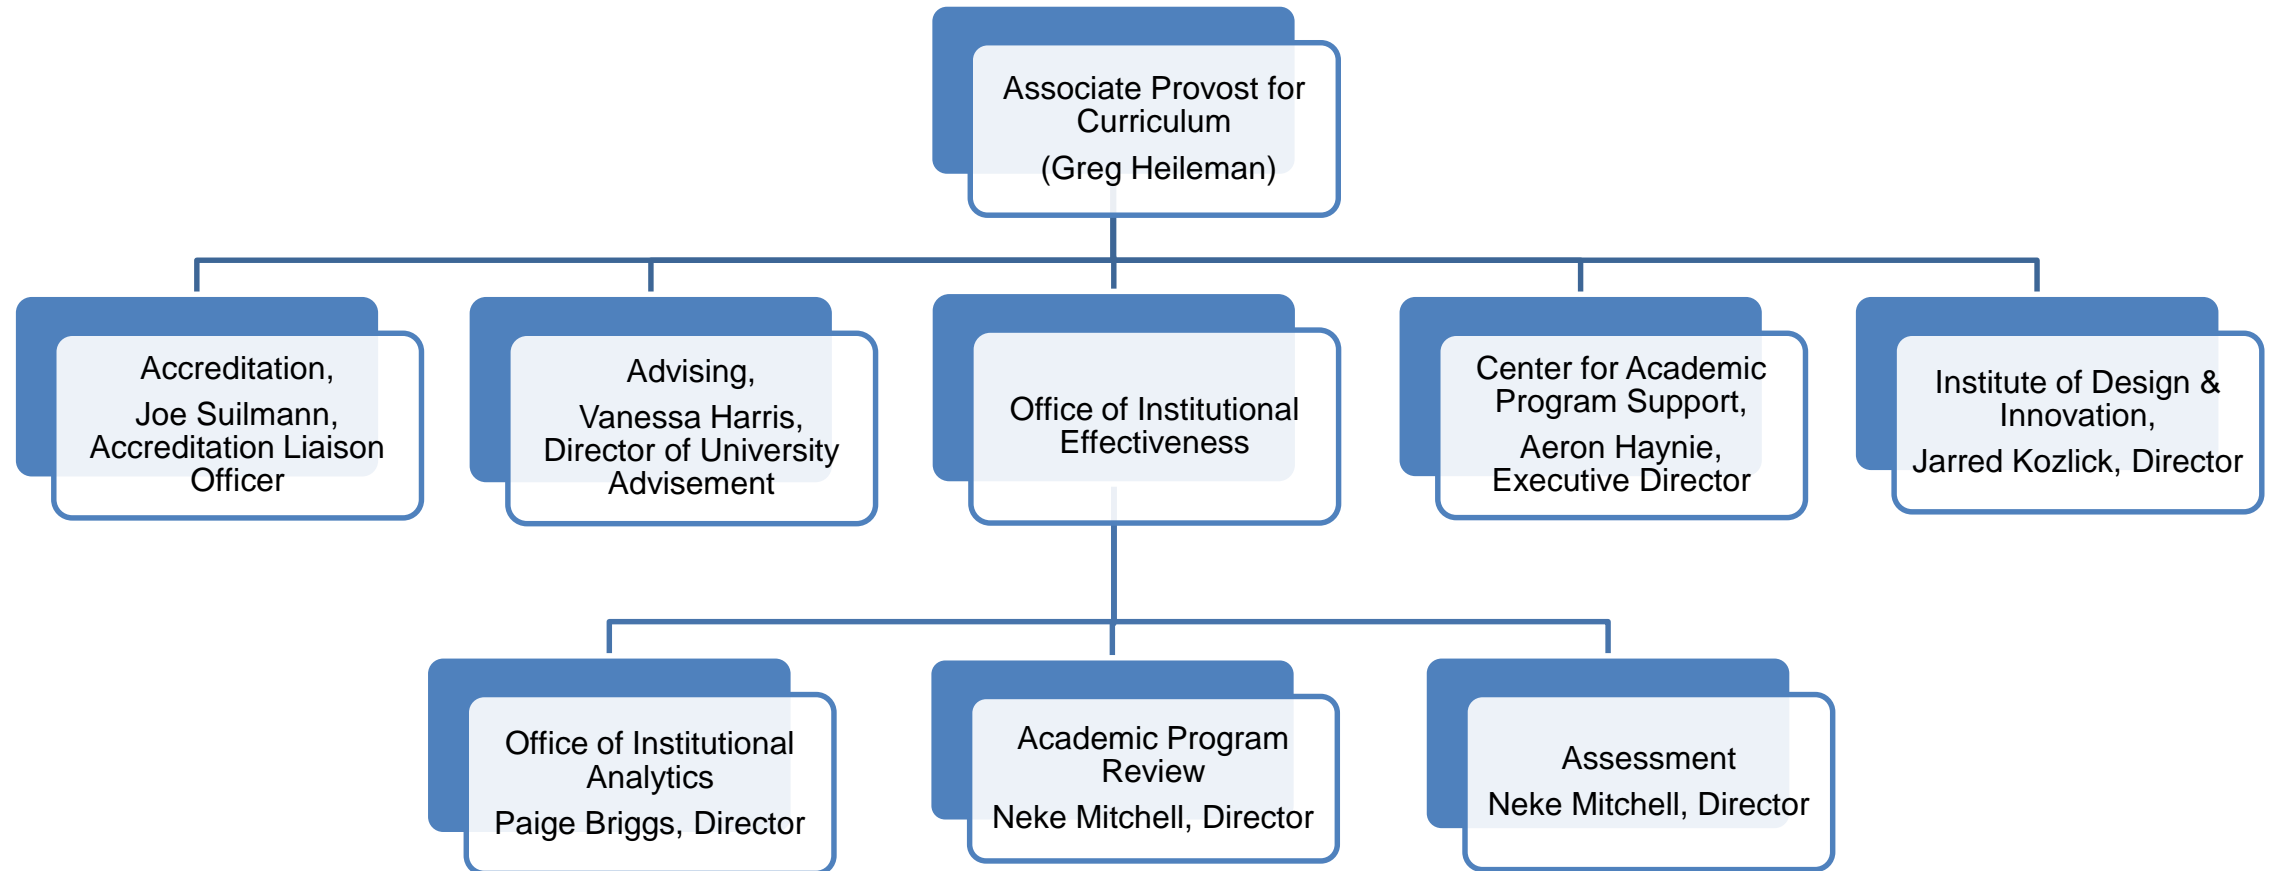 Associate Provost for
Curriculum
(Greg Heileman)
Accreditation,
Joe Suilmann,
Accreditation Liaison
Officer
Advising,
Vanessa Harris,
Director of University
Advisement
Office of Institutional
Effectiveness
Center for Academic
Program Support,
Aeron Haynie,
Executive Director
Institute of Design &
Innovation,
Jarred Kozlick, Director
Office of Institutional
Analytics
Paige Briggs, Director
Academic Program
Review
Neke Mitchell, Director
Assessment
Neke Mitchell, Director